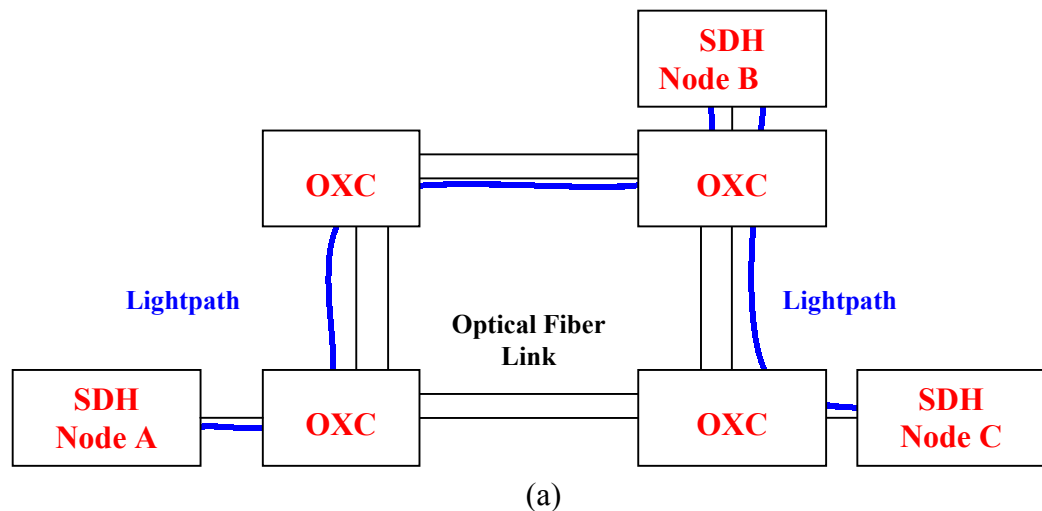 SDH
Node B
OXC
OXC
Lightpath
Lightpath
Optical Fiber
Link
SDH
Node A
OXC
OXC
SDH
Node C
(a)